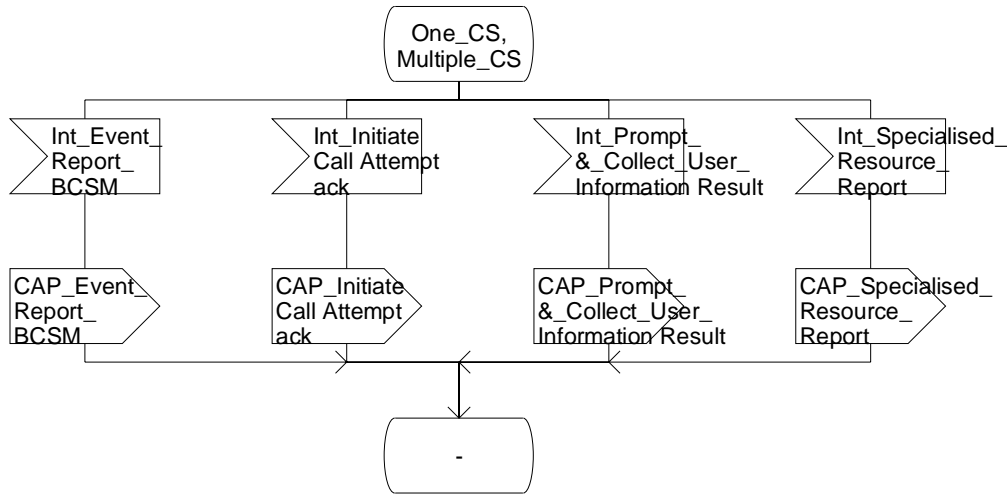 One_CS,
Multiple_CS
Int_Event_
Report_
BCSM
Int_Initiate
Call Attempt
ack
Int_Prompt_
&_Collect_User_
Information Result
Int_Specialised_
Resource_
Report
CAP_Event_
Report_
BCSM
CAP_Initiate
Call Attempt
ack
CAP_Prompt_
&_Collect_User_
Information Result
CAP_Specialised_
Resource_
Report
-